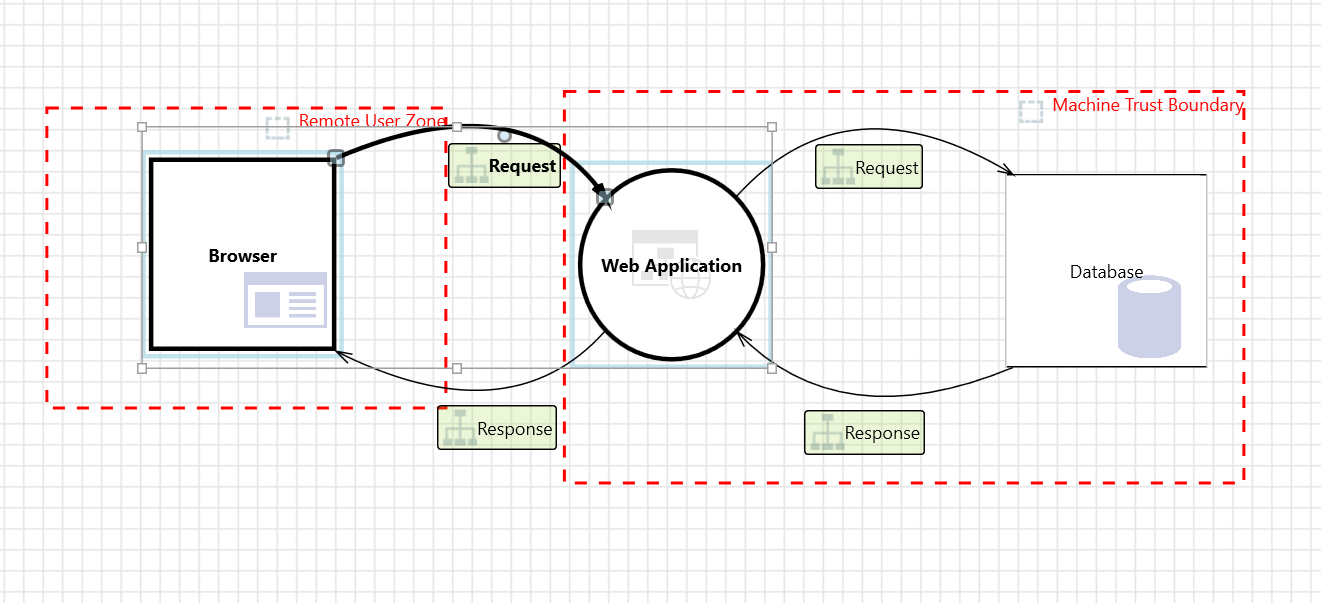 Machine Trust Boundary
Remote User Zone
Request
Request
Browser
Web Application
Database
Response
Response